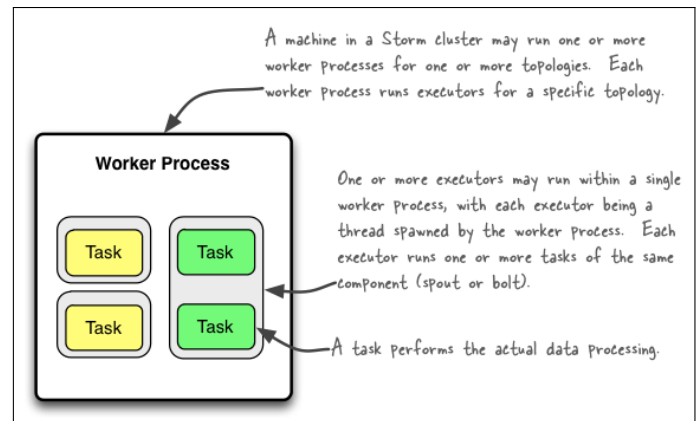 A machine in a Storm cluster may run one or more
worker processes for one or more topologies. Each
worker process runs executors for a specific topology.
Worker Process
One or more executors may run within a single
worker process, with each executor being a
thread spawned by the worker process. Each
executor runs one or more tasks of the same
component (spout or bolt).
Task
Task
Task
Task
A task performs the actual data processing.